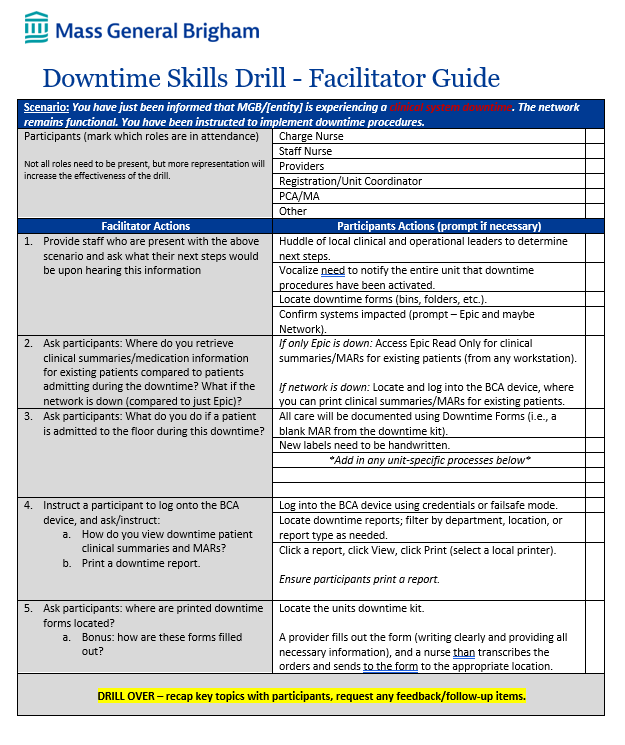 Mass General Brigham
Downtime Skills Drill - Facilitator Guide
Scenario: You have just been informed that MGB/[entity] is experiencing a clinical system downtime. The network
remains functional. You have been instructed to implement downtime procedures.
Participants (mark which roles are in attendance)
Not all roles need to be present, but more representation will
increase the effectiveness of the drill.
Charge Nurse
Staff Nurse
Providers
Registration/Unit Coordinator
PCA/MA
Other
Facilitator Actions
Participants Actions (prompt if necessary)
1. Provide staff who are present with the above
scenario and ask what their next steps would
be upon hearing this information
Huddle of local clinical and operational leaders to determine
next steps.
Vocalize need to notify the entire unit that downtime
procedures have been activated.
Locate downtime forms (bins, folders, etc.).
Confirm systems impacted (prompt – Epic and maybe
Network).
2. Ask participants: Where do you retrieve
clinical summaries/medication information
for existing patients compared to patients
admitting during the downtime? What if the
network is down (compared to just Epic)?
If only Epic is down: Access Epic Read Only for clinical
summaries/MARs for existing patients (from any workstation).
If network is down: Locate and log into the BCA device, where
you can print clinical summaries/MARs for existing patients.
3. Ask participants: What do you do if a patient
is admitted to the floor during this downtime?
All care will be documented using Downtime Forms (i.e., a
blank MAR from the downtime kit).
New labels need to be handwritten.
*Add in any unit-specific processes below*
4. Instruct a participant to log onto the BCA
device, and ask/instruct:
a. How do you view downtime patient
clinical summaries and MARs?
b. Print a downtime report.
Log into the BCA device using credentials or failsafe mode.
Locate downtime reports; filter by department, location, or
report type as needed.
Click a report, click View, click Print (select a local printer).
Ensure participants print a report.
5. Ask participants: where are printed downtime
forms located?
a. Bonus: how are these forms filled
out?
Locate the units downtime kit.
A provider fills out the form (writing clearly and providing all
necessary information), and a nurse than transcribes the
orders and sends to the form to the appropriate location.
DRILL OVER – recap key topics with participants, request any feedback/follow-up items.